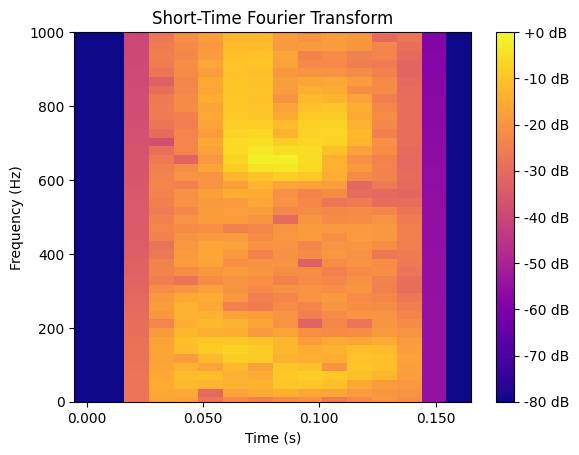 Short-Time Fourier Transform
Frequency (Hz)
1000
800
600
400
200
0
0.000
0.050
0.100
0.150
Time (s)
+0 dB
-10 dB
-20 dB
-30 dB
-40 dB
-50 dB
-60 dB
-70 dB
-80 dB